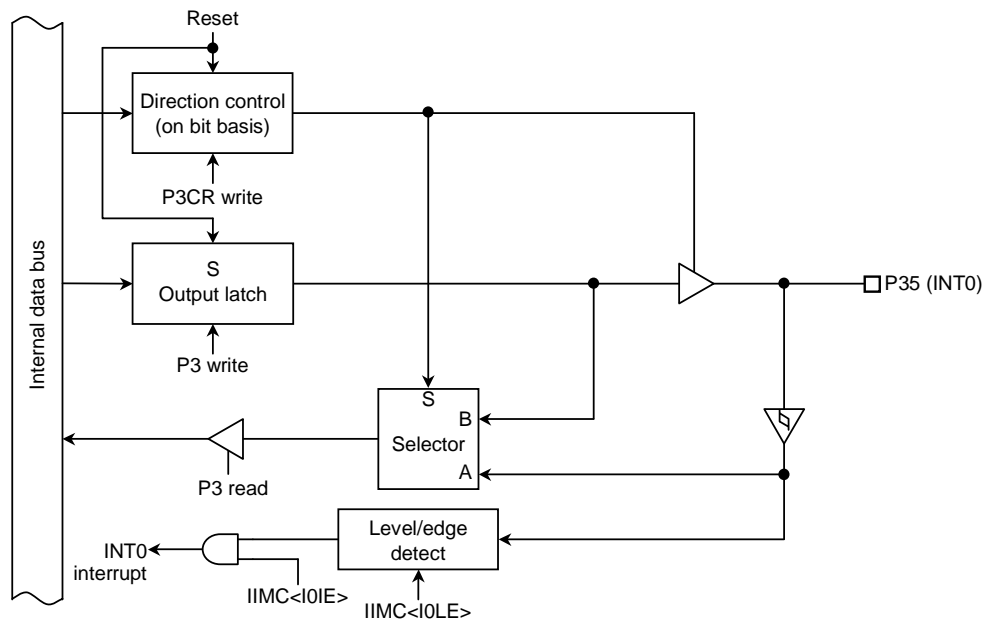 Reset
Direction control
(on bit basis)
P3CR write
Internal data bus
S
Output latch
P35 (INT0)
P3 write
S
B
Selector
A
P3 read
Level/edge
detect
INT0
interrupt
IIMC<I0IE>
IIMC<I0LE>